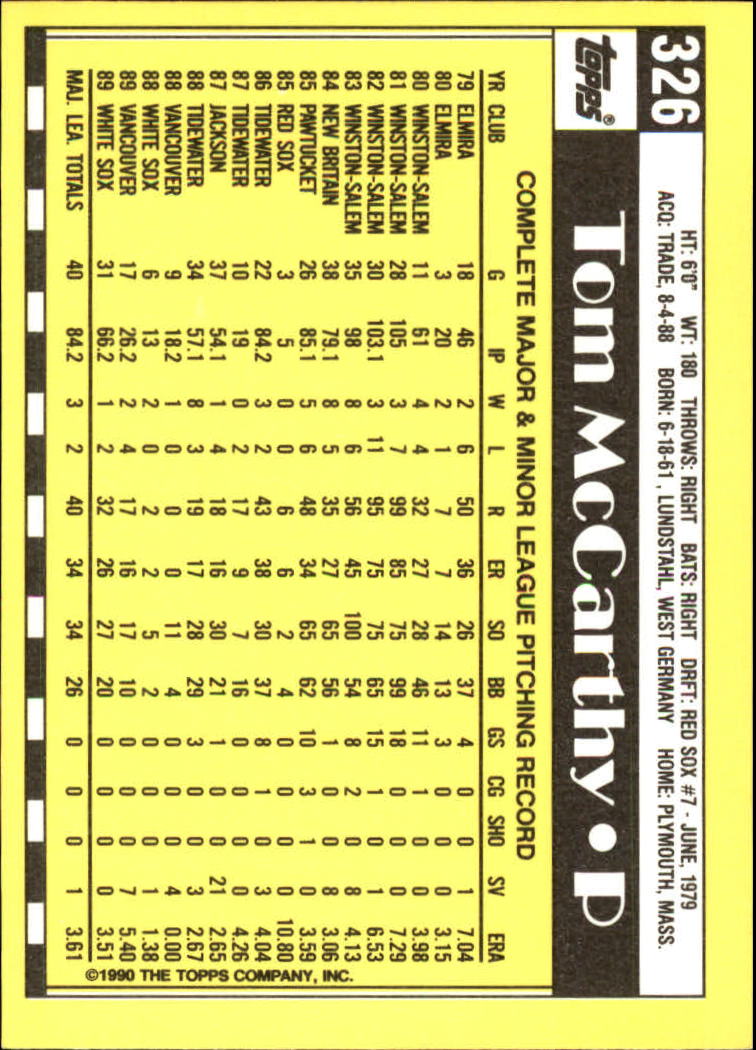 326
HT: 6'0" WT: 180 THROWS: RIGHT BATS: RIGHT DRFT: RED SOX #7 - JUNE, 1979
ACQ: TRADE, 8-4-88 BORN: 6-18-61, LUNDSTAHL, WEST GERMANY HOME: PLYMOUTH, MASS.
topps®
Tom McCarthy • P
COMPLETE MAJOR & MINOR LEAGUE PITCHING RECORD
YR CLUB G IP W L R ER SO BB GS CG SHO SV ERA
79 ELMIRA 18 46 2 6 50 36 26 37 4 0 0 1 7.04
80 ELMIRA 3 20 2 1 7 7 14 13 3 0 0 0 3.15
80 WINSTON-SALEM 11 61 4 4 32 27 28 46 11 1 0 0 3.98
81 WINSTON-SALEM 28 105 3 7 99 85 75 99 18 0 0 0 7.29
82 WINSTON-SALEM 30 103.1 3 11 95 75 75 65 15 1 0 1 6.53
83 WINSTON-SALEM 35 98 8 6 56 45 100 54 8 2 0 8 4.13
84 NEW BRITAIN 38 79.1 8 5 35 27 65 56 1 0 0 8 3.06
85 PAWTUCKET 26 85.1 5 6 48 34 65 62 10 3 1 0 3.59
85 RED SOX 3 5 0 0 6 6 2 4 0 0 0 0 10.80
86 TIDEWATER 22 84.2 3 2 43 38 30 37 8 1 0 3 4.04
87 TIDEWATER 10 19 0 2 17 9 7 16 0 0 0 0 4.26
87 JACKSON 37 54.1 1 4 18 16 30 21 1 0 0 21 2.65
88 TIDEWATER 34 57.1 8 3 19 17 28 29 3 0 0 3 2.67
88 VANCOUVER 9 18.2 1 0 0 0 11 4 0 0 0 4 0.00
88 WHITE SOX 6 13 2 0 2 2 5 2 0 0 0 1 1.38
89 VANCOUVER 17 26.2 2 4 17 16 17 10 0 0 0 7 5.40
89 WHITE SOX 31 66.2 1 2 32 26 27 20 0 0 0 0 3.51
MAJ. LEA. TOTALS 40 84.2 3 2 40 34 34 26 0 0 0 1 3.61
©1990 THE TOPPS COMPANY, INC.